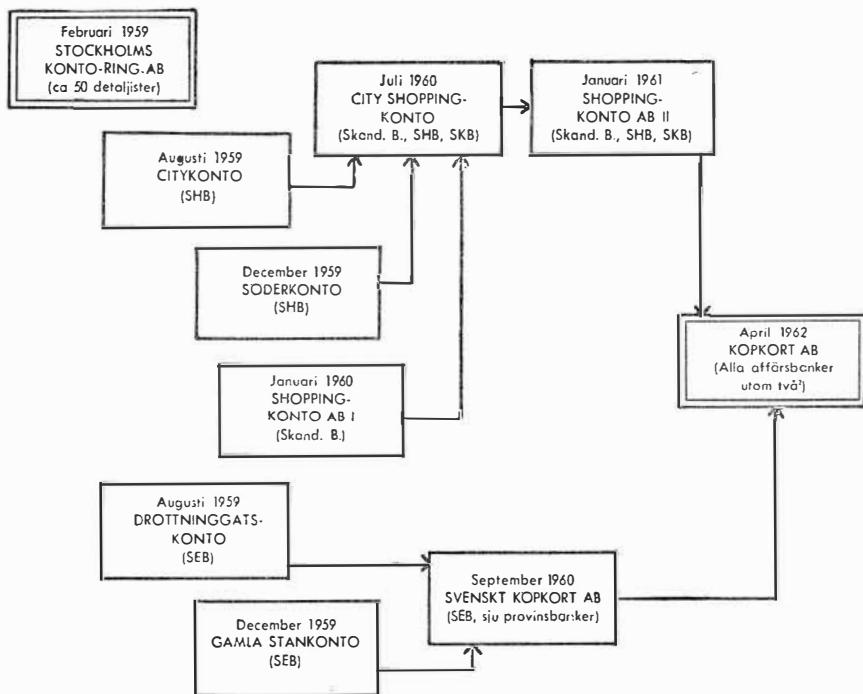 Februari 1959
STOCKHOLMS
KONTO-RING-AB
(ca 50 detaljister)
Juli 1960
CITY SHOPPING-
KONTO
(Skand. B., SHB, SKB)
Januari 1961
SHOPPING-
KONTO AB II
(Skand. B., SHB, SKB)
Augusti 1959
CITYKONTO
(SHB)
December 1959
SÖDERKONTO
(SHB)
Januari 1960
SHOPPING-
KONTO AB I
(Skand. B.)
April 1962
KÖPKORT AB
(Alla affärsbanker
utom två²)
Augusti 1959
DROTTNINGGATS-
KONTO
(SEB)
September 1960
SVENSKT KÖPKORT AB
(SEB, sju provinsbanker)
December 1959
GAMLA STANKONTO
(SEB)